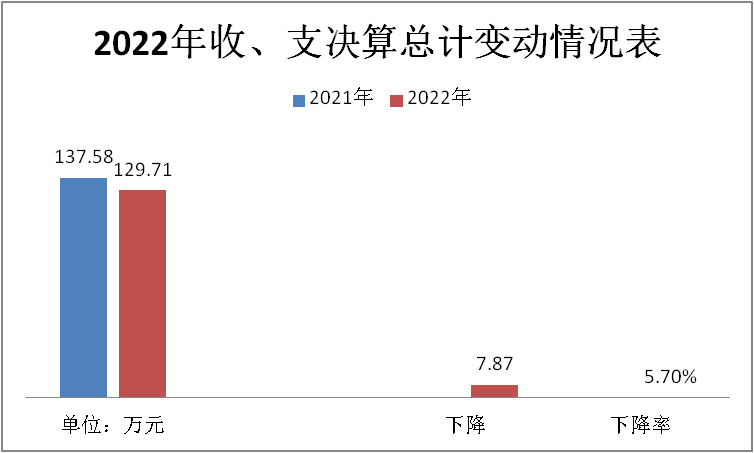 2022年收、支决算总计变动情况表
2021年 2022年
137.58
129.71
7.87
5.70%
单位：万元 下降 下降率